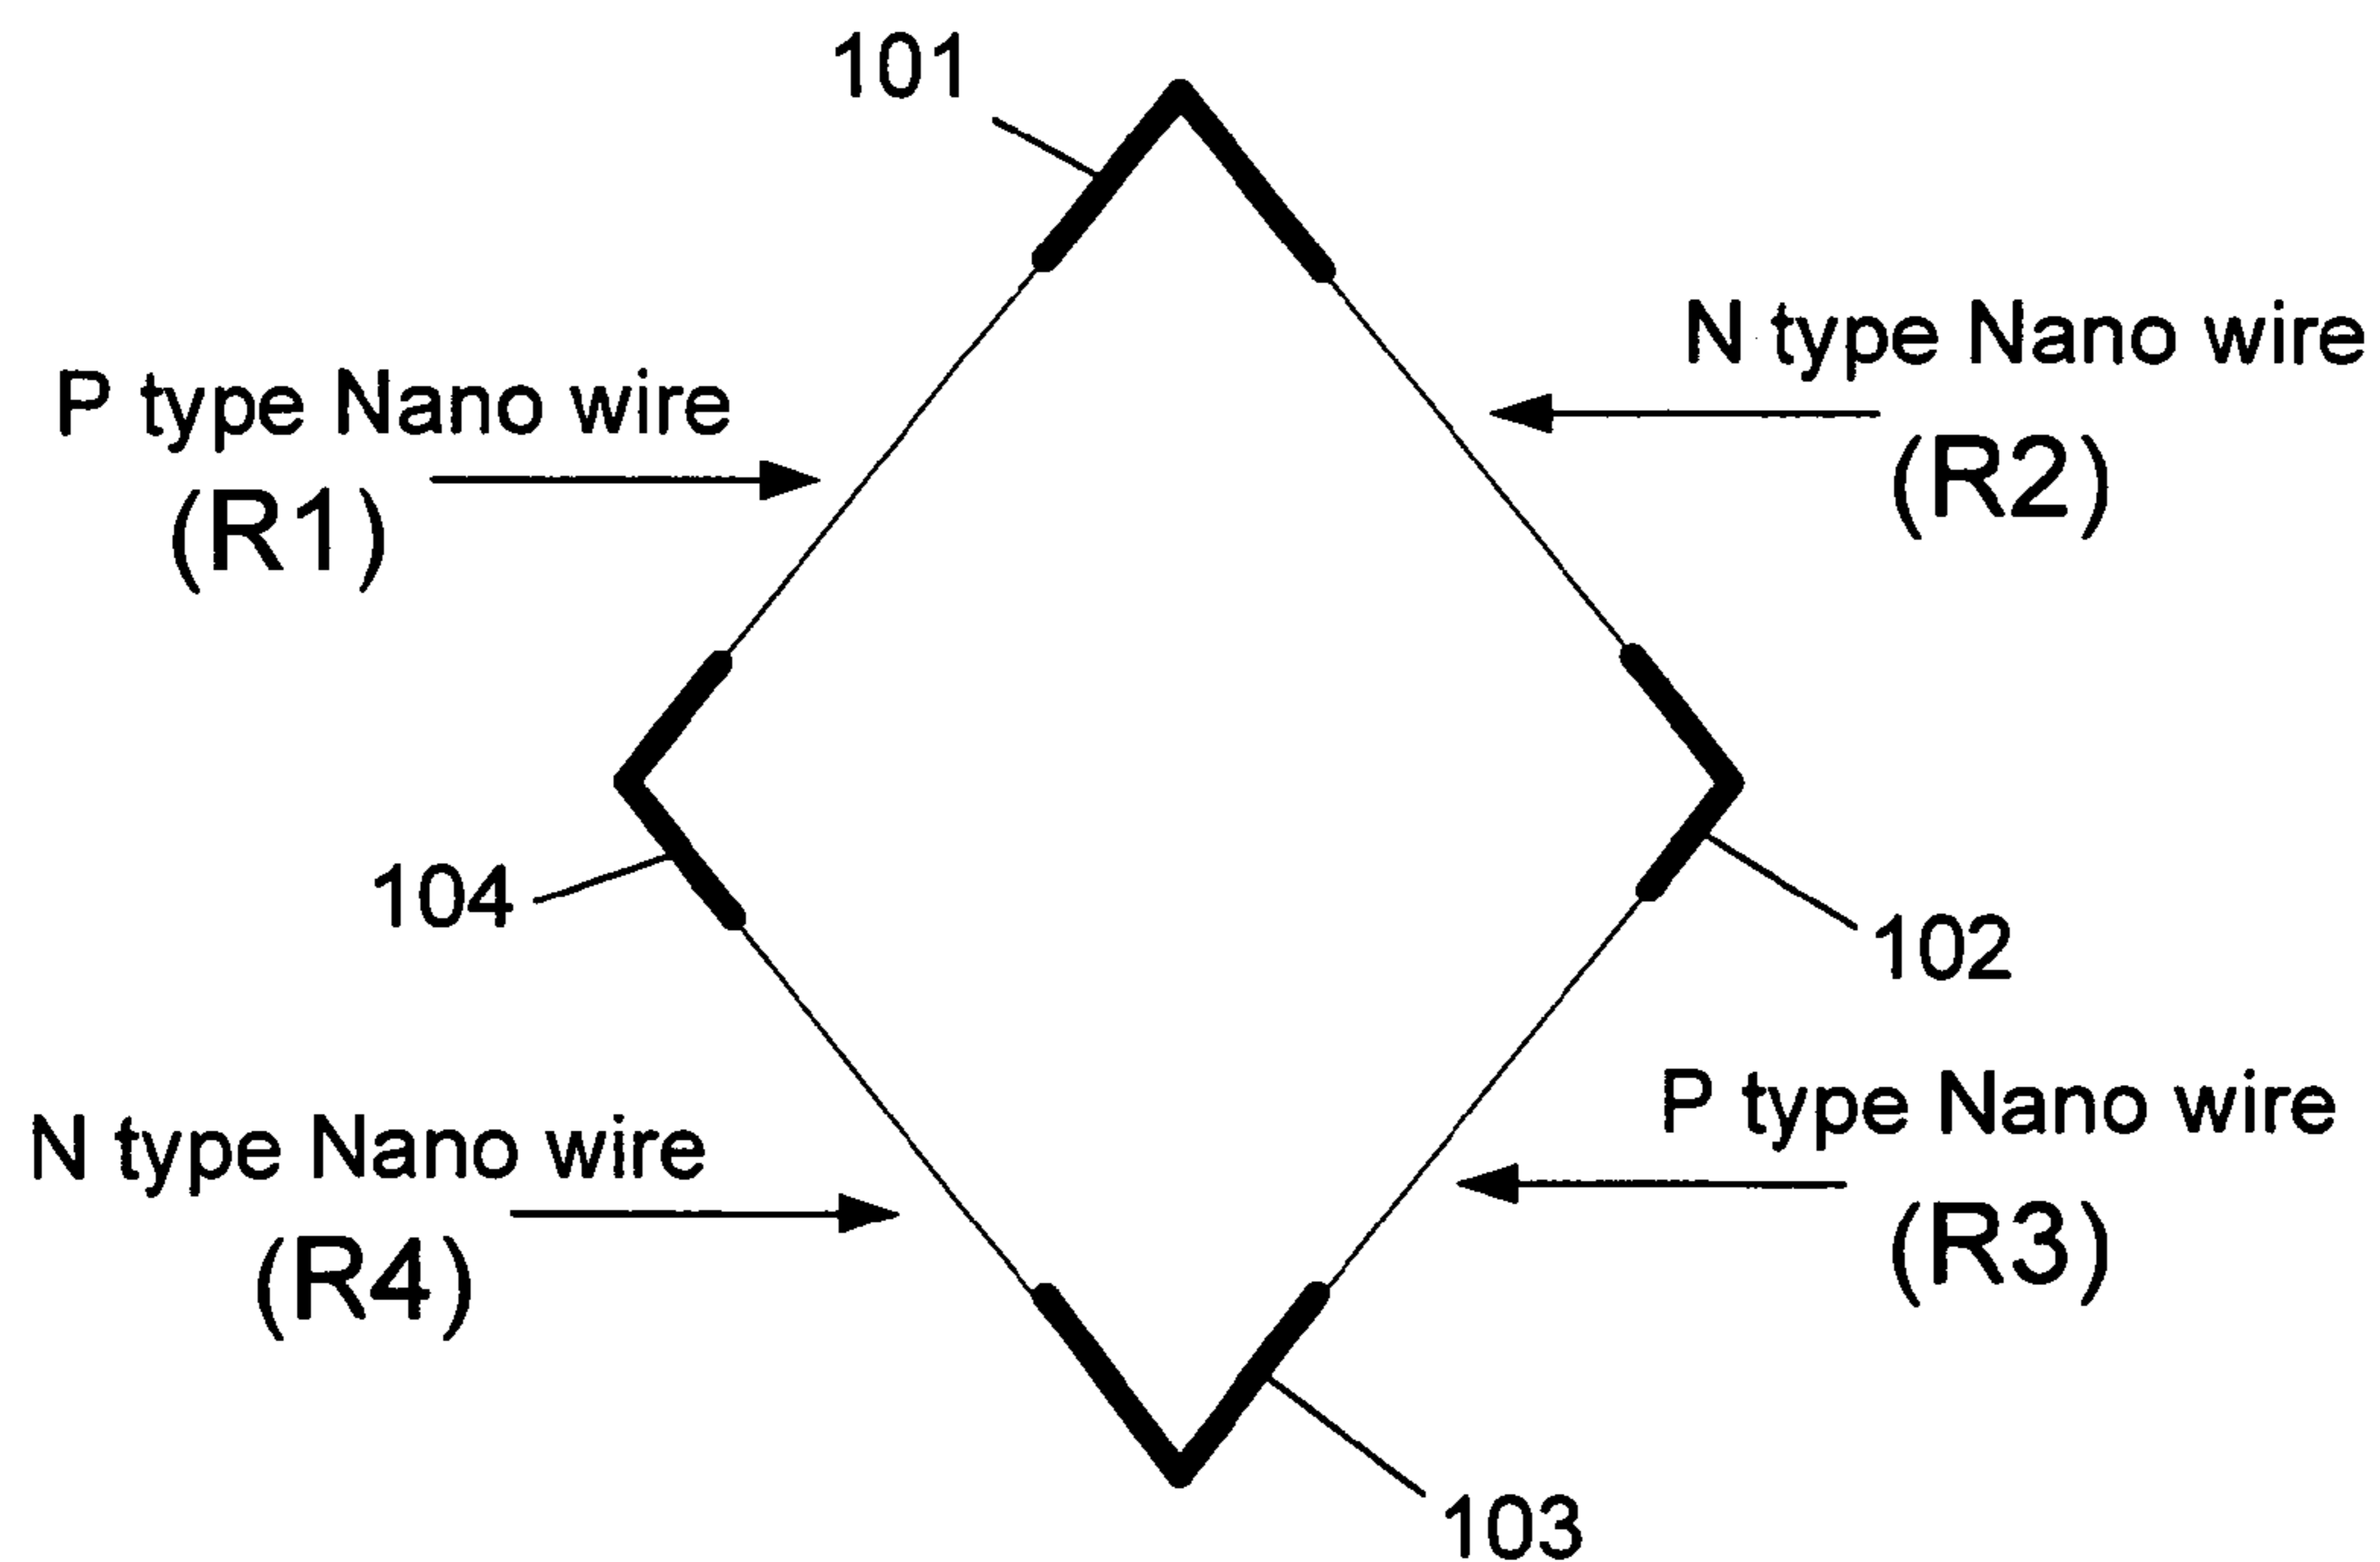 101
N type Nano wire
(R2)
P type Nano wire
(R1)
104
102
P type Nano wire
(R3)
N type Nano wire
(R4)
103